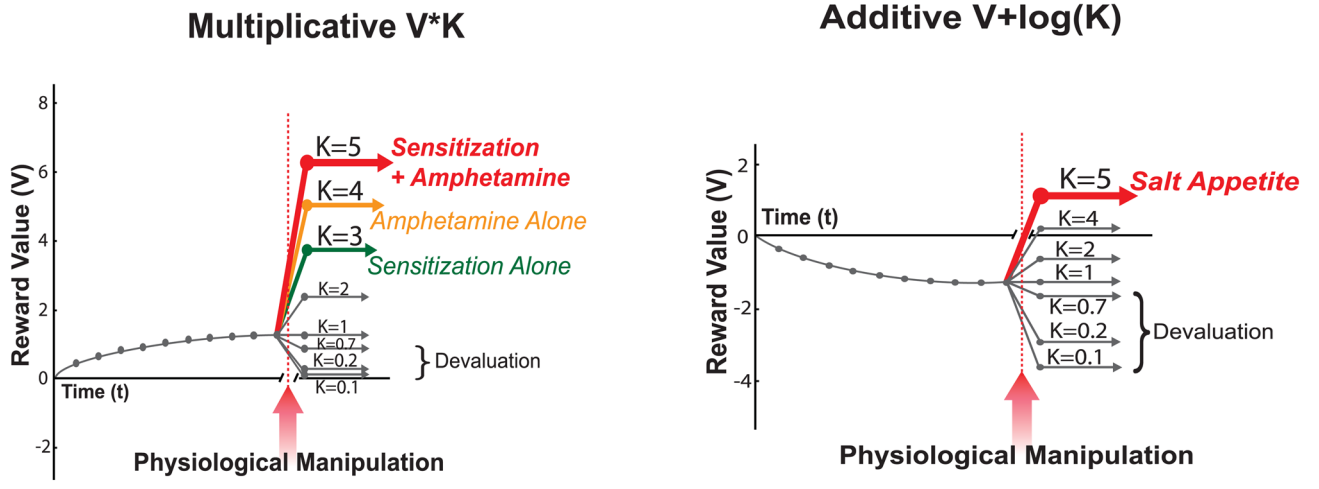 Multiplicative V*K
Reward Value (V)
8
6
4
2
0
-2
K=5
Sensitization
+ Amphetamine
K=4
Amphetamine Alone
K=3
Sensitization Alone
K=2
K=1
K=0.7
K=0.2
K=0.1
Devaluation
Time (t)
Physiological Manipulation
Additive V+log(K)
Reward Value (V)
2
0
-2
-4
Time (t)
K=5
Salt Appetite
K=4
K=2
K=1
K=0.7
K=0.2
K=0.1
Devaluation
Physiological Manipulation